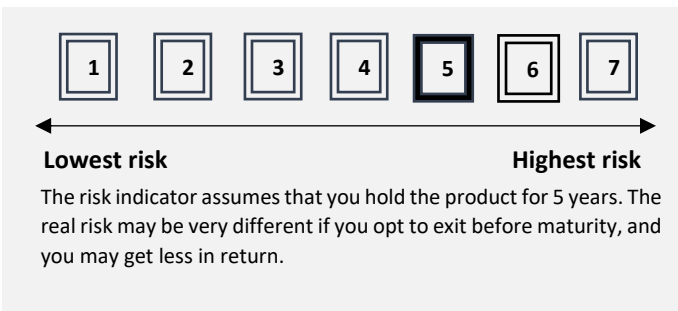 1 2 3 4 5 6 7
Lowest risk Highest risk
The risk indicator assumes that you hold the product for 5 years. The
real risk may be very different if you opt to exit before maturity, and
you may get less in return.